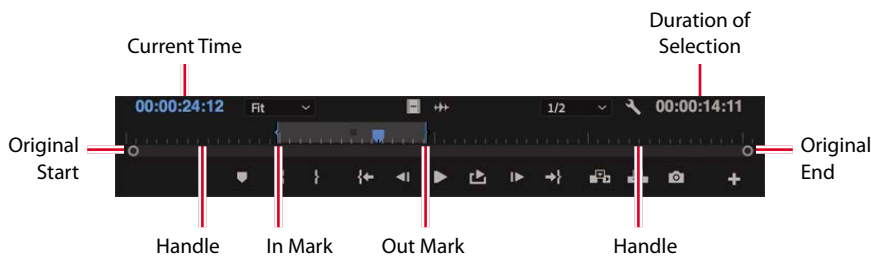 Duration of
Selection
Current Time
00:00:24:12 Fit 1/2 00:00:14:11
Original
Start
Original
End
Handle In Mark Out Mark Handle